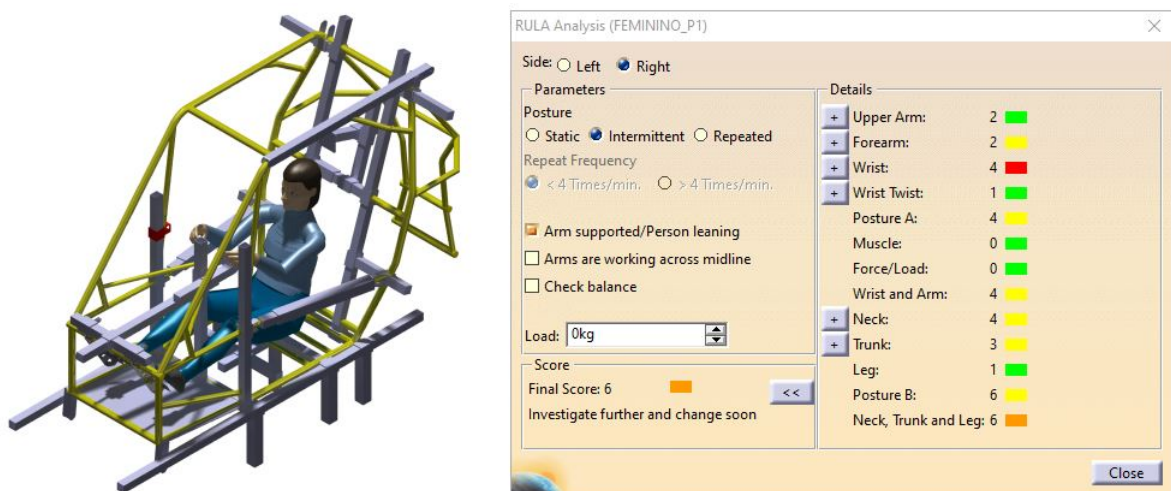 RULA Analysis (FEMININO_P1)
Side: Left Right
Parameters
Posture
Static Intermittent Repeated
Repeat Frequency
< 4 Times/min. > 4 Times/min.
Arm supported/Person leaning
Arms are working across midline
Check balance
Load: 0kg
Score
Final Score: 6 <<
Investigate further and change soon
Details
+ Upper Arm: 2
+ Forearm: 2
+ Wrist: 4
+ Wrist Twist: 1
Posture A: 4
Muscle: 0
Force/Load: 0
Wrist and Arm: 4
+ Neck: 4
+ Trunk: 3
Leg: 1
Posture B: 6
Neck, Trunk and Leg: 6
Close